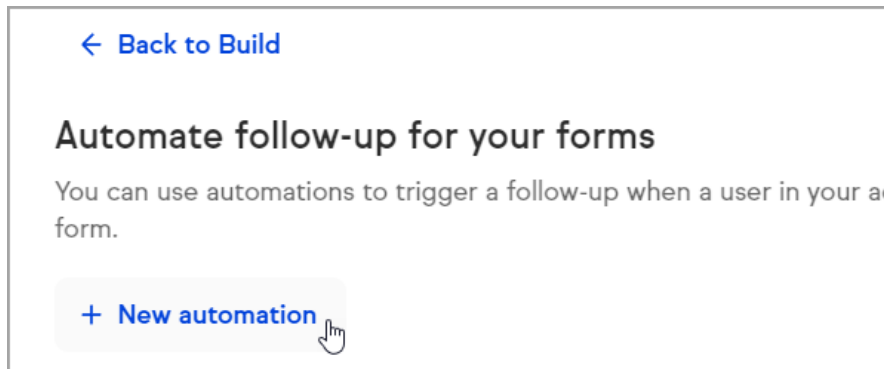 ← Back to Build
Automate follow-up for your forms
You can use automations to trigger a follow-up when a user in your
form.
+ New automation